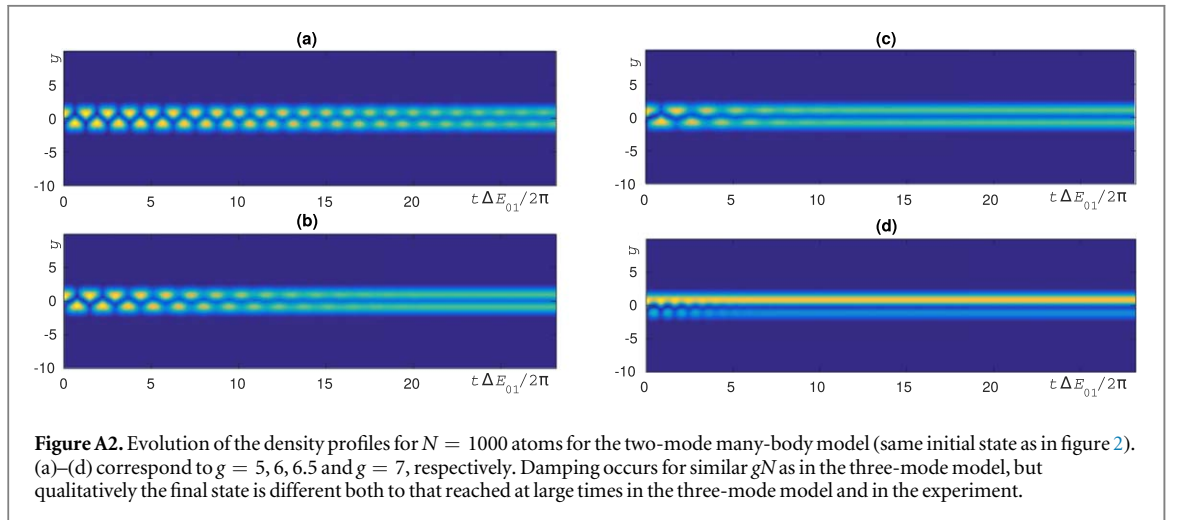 (a)
y
5
0
-5
-10
0 5 10 15 20 t ΔE₀₁/2π
(b)
y
5
0
-5
-10
0 5 10 15 20 t ΔE₀₁/2π
(c)
y
5
0
-5
-10
0 5 10 15 20 t ΔE₀₁/2π
(d)
y
5
0
-5
-10
0 5 10 15 20 t ΔE₀₁/2π
Figure A2. Evolution of the density profiles for N = 1000 atoms for the two-mode many-body model (same initial state as in figure 2).
(a)–(d) correspond to g = 5, 6, 6.5 and g = 7, respectively. Damping occurs for similar gN as in the three-mode model, but
qualitatively the final state is different both to that reached at large times in the three-mode model and in the experiment.